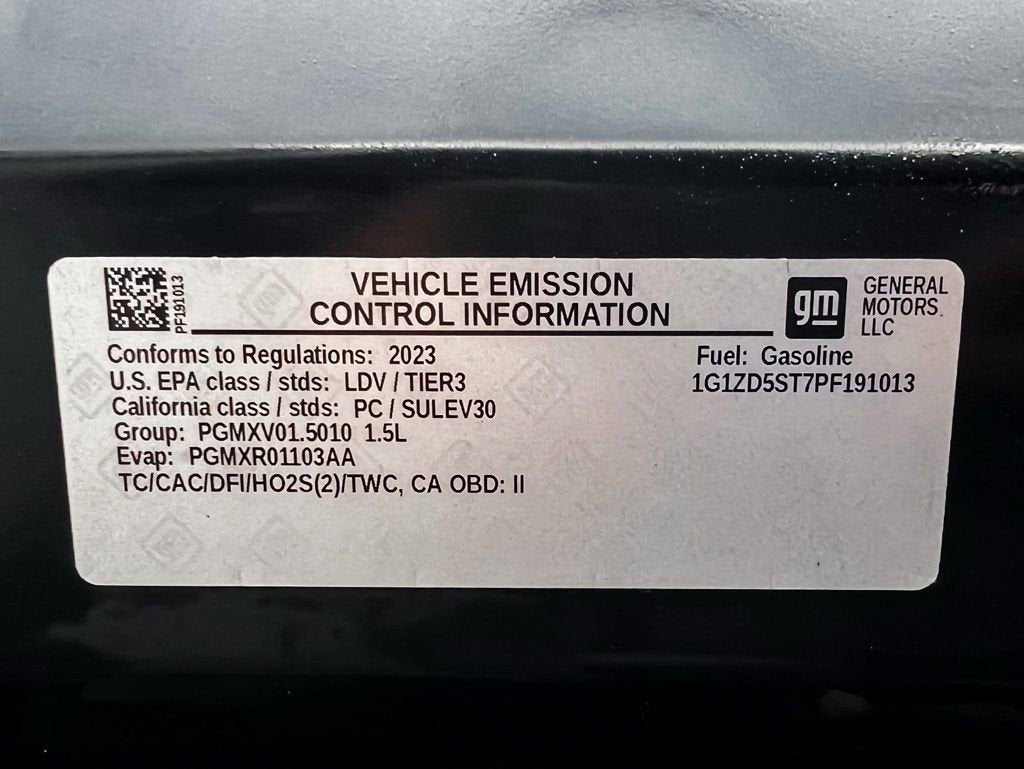 PF191013
VEHICLE EMISSION
CONTROL INFORMATION
gm
GENERAL
MOTORS
LLC
Conforms to Regulations: 2023
U.S. EPA class / stds: LDV / TIER3
California class / stds: PC / SULEV30
Group: PGMXV01.5010 1.5L
Evap: PGMXR01103AA
TC/CAC/DFI/HO2S(2)/TWC, CA OBD: II
Fuel: Gasoline
1G1ZD5ST7PF191013